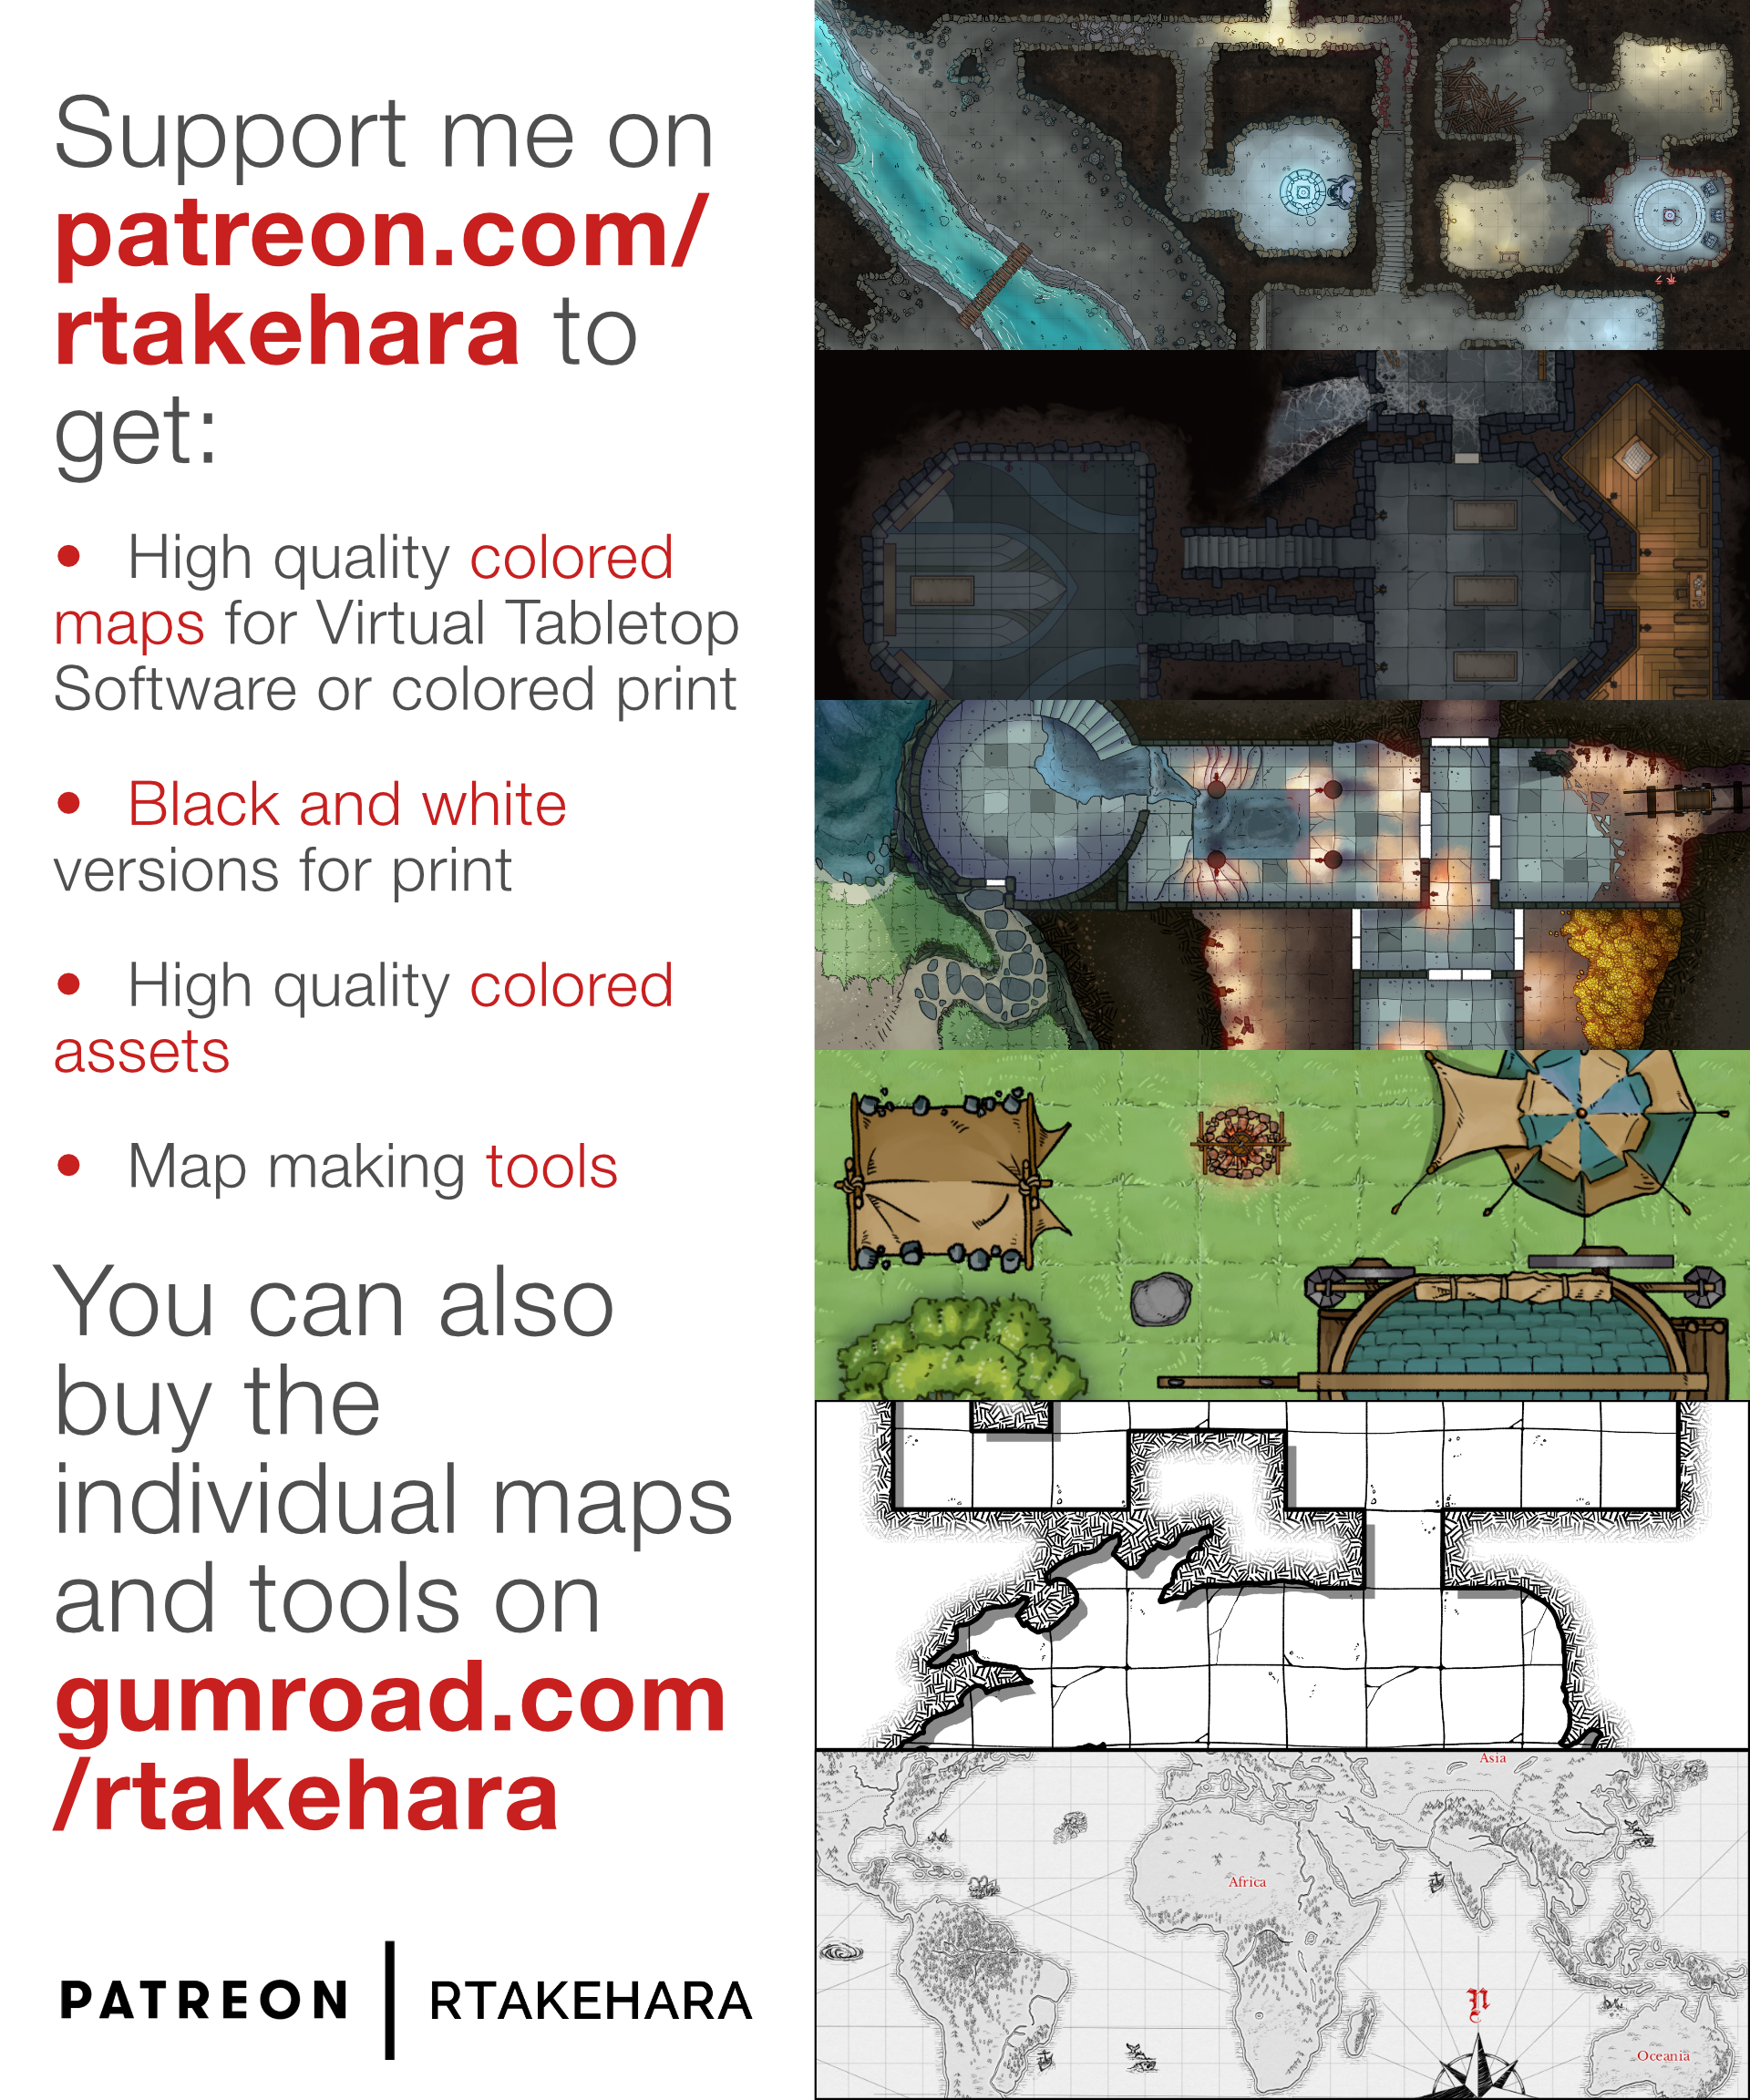 Support me on
patreon.com/
rtakehara to
get:
• High quality colored
maps for Virtual Tabletop
Software or colored print
• Black and white
versions for print
• High quality colored
assets
• Map making tools
You can also
buy the
individual maps
and tools on
gumroad.com
/rtakehara
PATREON | RTAKEHARA
Asia
Africa
n
Oceania